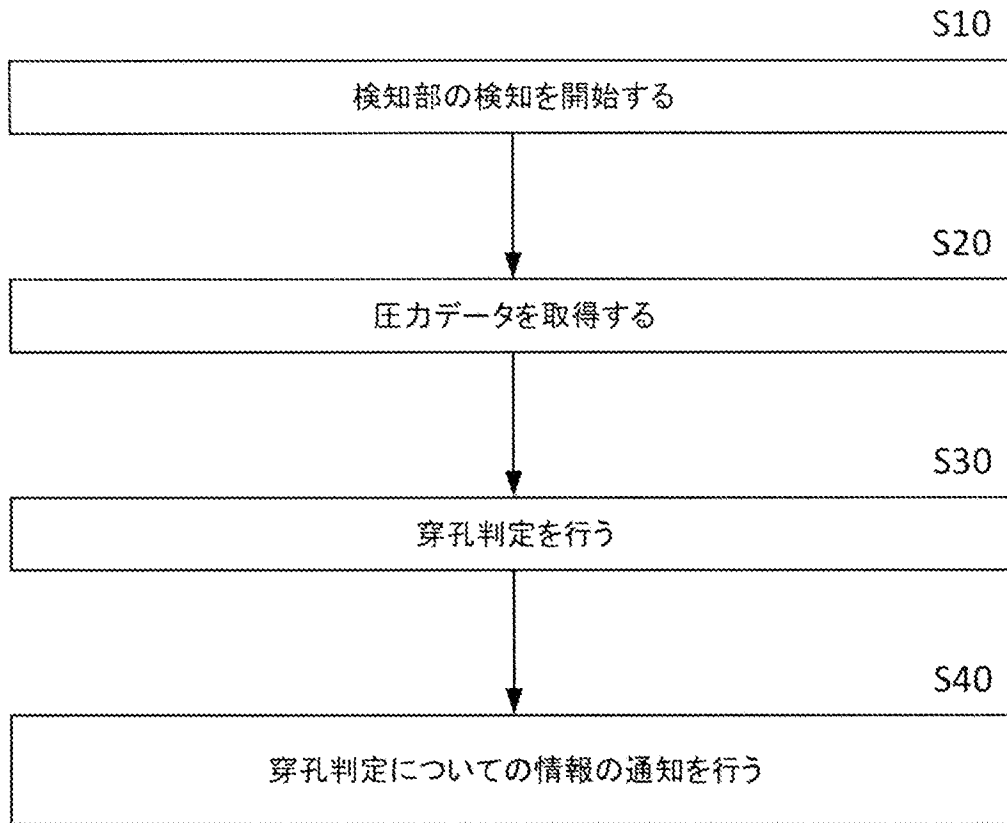 S10
検知部の検知を開始する
S20
圧力データを取得する
S30
穿孔判定を行う
S40
穿孔判定についての情報の通知を行う